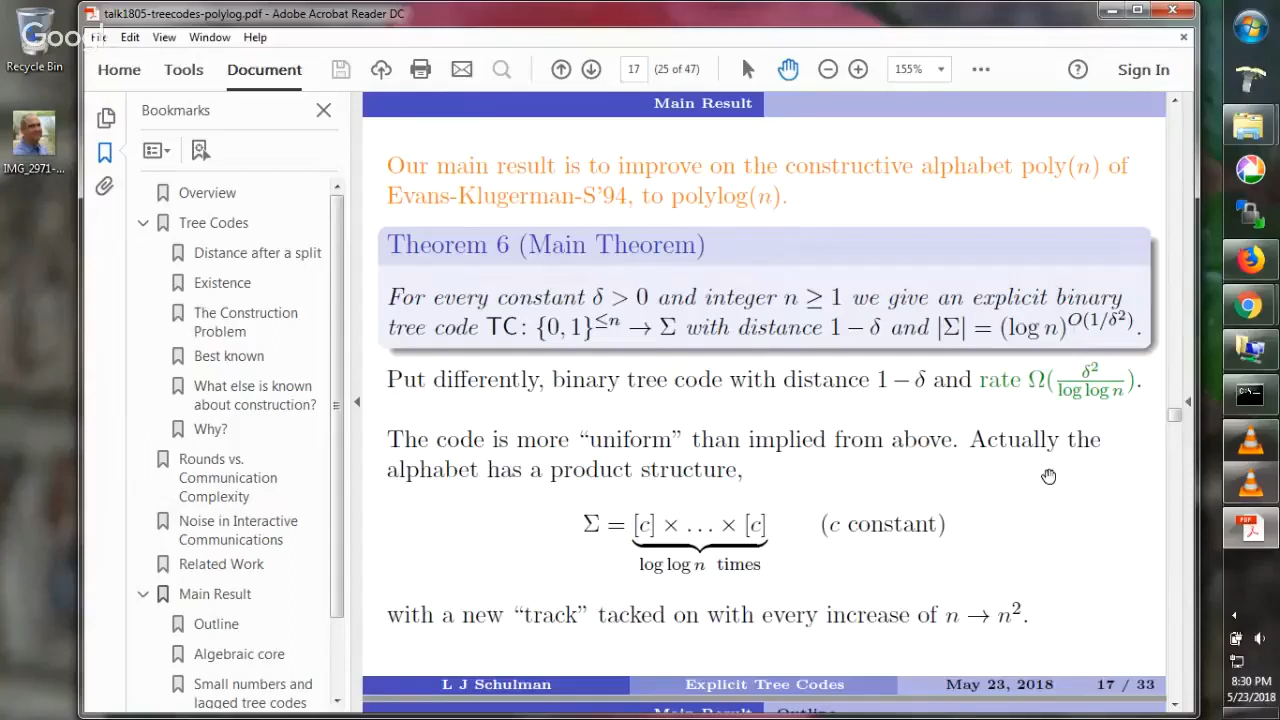 talk1805-treecodes-polylog.pdf - Adobe Acrobat Reader DC
Edit View Window Help
Recycle Bin
IMG_2971-...
Home Tools Document 17 (25 of 47) 155% Sign In
Bookmarks
Overview
Tree Codes
Distance after a split
Existence
The Construction
Problem
Best known
What else is known
about construction?
Why?
Rounds vs.
Communication
Complexity
Noise in Interactive
Communications
Related Work
Main Result
Outline
Algebraic core
Small numbers and
lagged tree codes
Main Result
Our main result is to improve on the constructive alphabet poly(n) of
Evans-Klugerman-S'94, to polylog(n).
Theorem 6 (Main Theorem)
For every constant δ > 0 and integer n ≥ 1 we give an explicit binary
tree code TC: {0, 1}^{≤n} → Σ with distance 1 − δ and |Σ| = (log n)^{O(1/δ²)}.
Put differently, binary tree code with distance 1 − δ and rate Ω(δ²/log log n).
The code is more “uniform” than implied from above. Actually the
alphabet has a product structure,
Σ = [c] × . . . × [c] (c constant)
log log n times
with a new “track” tacked on with every increase of n → n².
L J Schulman Explicit Tree Codes May 23, 2018 17 / 33
Main Result Outline
8:30 PM
5/23/2018